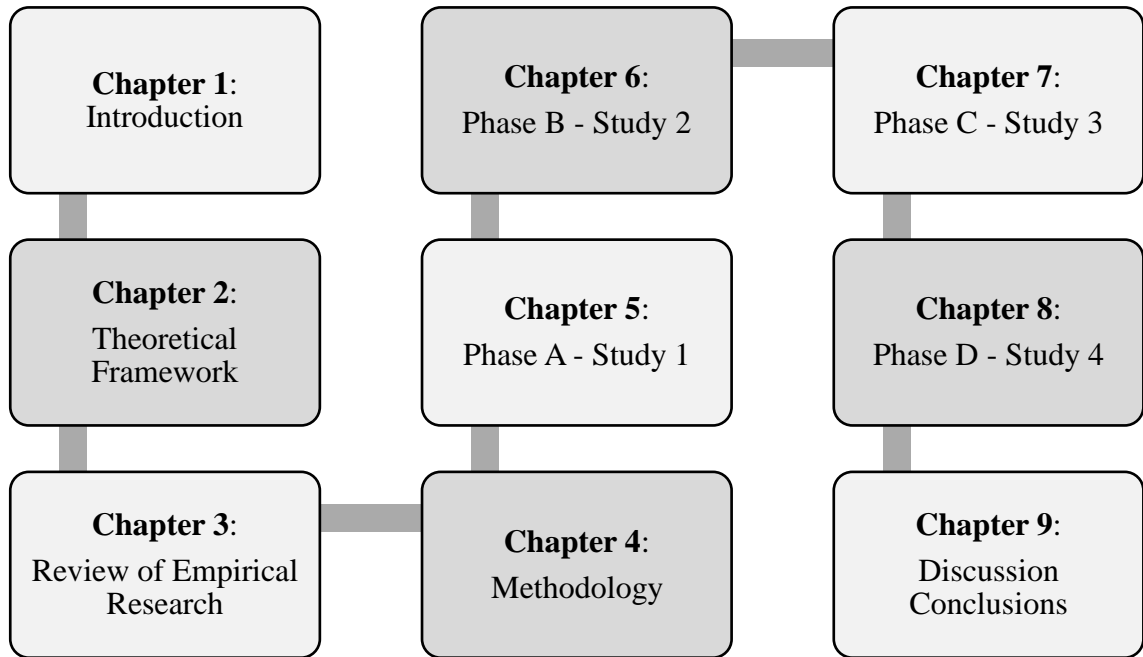 Chapter 1:
Introduction
Chapter 2:
Theoretical
Framework
Chapter 3:
Review of Empirical
Research
Chapter 4:
Methodology
Chapter 5:
Phase A - Study 1
Chapter 6:
Phase B - Study 2
Chapter 7:
Phase C - Study 3
Chapter 8:
Phase D - Study 4
Chapter 9:
Discussion
Conclusions